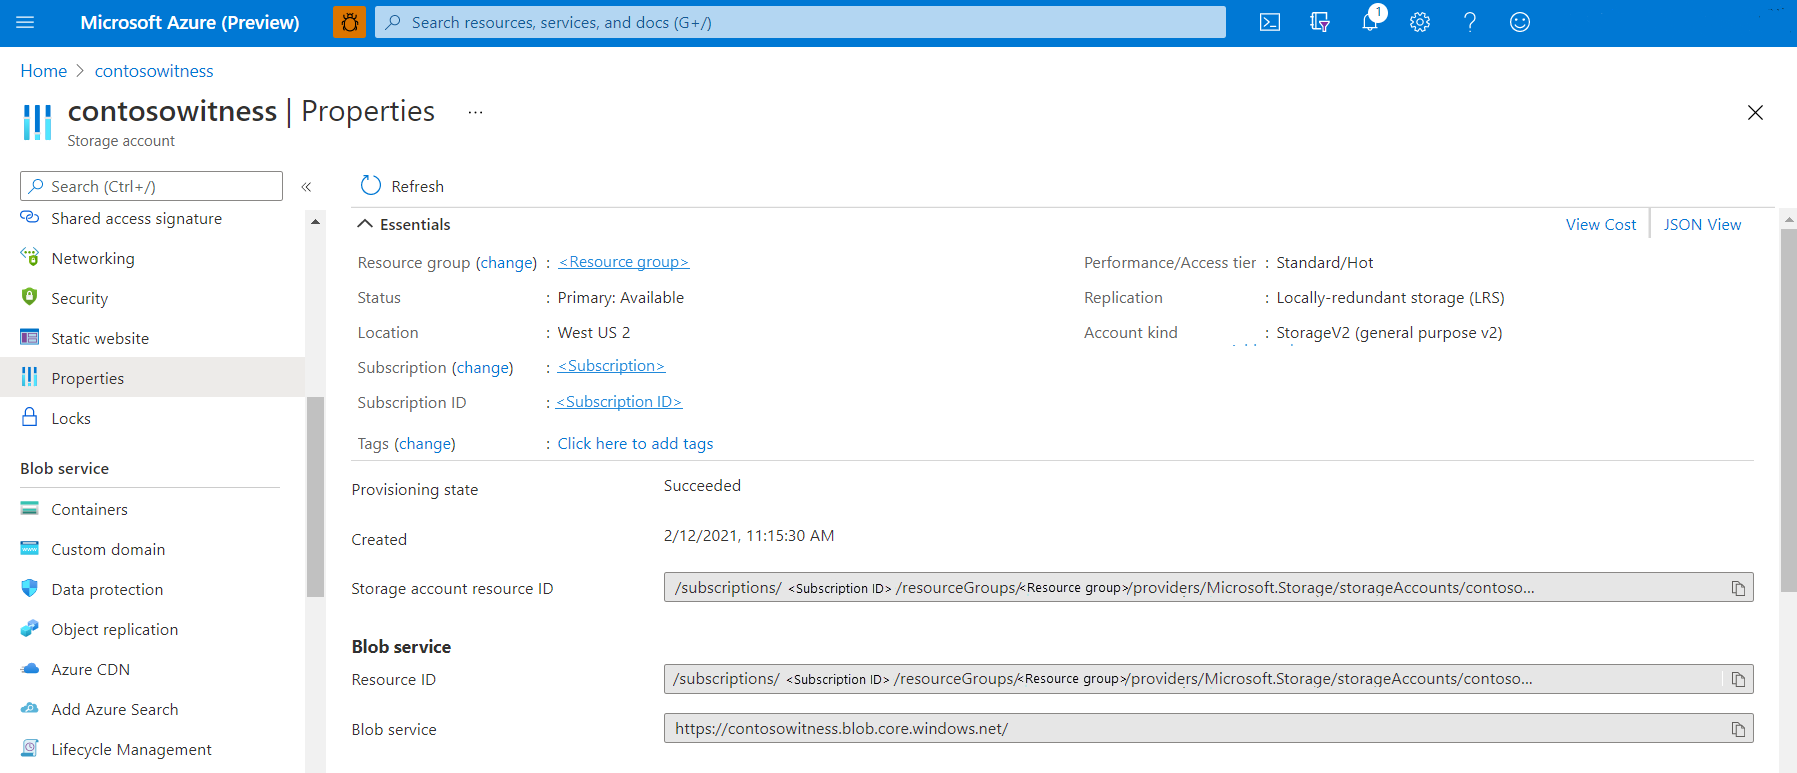 Microsoft Azure (Preview)
Search resources, services, and docs (G+/)
1
Home > contosowitness
contosowitness | Properties ...
Storage account
Search (Ctrl+/) «
Shared access signature
Networking
Security
Static website
Properties
Locks
Blob service
Containers
Custom domain
Data protection
Object replication
Azure CDN
Add Azure Search
Lifecycle Management
Refresh
Essentials
View Cost
JSON View
Resource group (change) : <Resource group>
Status : Primary: Available
Location : West US 2
Subscription (change) : <Subscription>
Subscription ID : <Subscription ID>
Tags (change) : Click here to add tags
Performance/Access tier : Standard/Hot
Replication : Locally-redundant storage (LRS)
Account kind : StorageV2 (general purpose v2)
Provisioning state Succeeded
Created 2/12/2021, 11:15:30 AM
Storage account resource ID /subscriptions/ <Subscription ID> /resourceGroups/<Resource group>/providers/Microsoft.Storage/storageAccounts/contoso...
Blob service
Resource ID /subscriptions/ <Subscription ID> /resourceGroups/<Resource group>/providers/Microsoft.Storage/storageAccounts/contoso...
Blob service https://contosowitness.blob.core.windows.net/